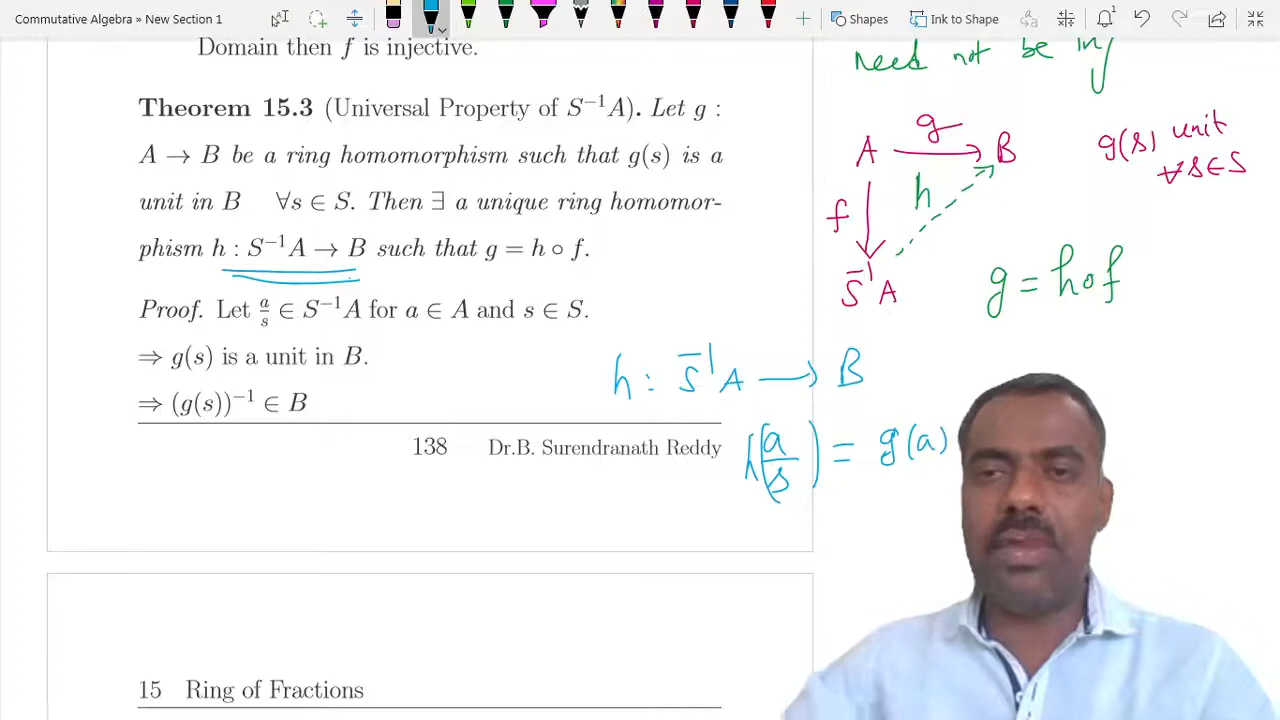 Commutative Algebra » New Section 1
Shapes
Ink to Shape
Domain then f is injective.
Theorem 15.3 (Universal Property of S⁻¹A). Let g :
A → B be a ring homomorphism such that g(s) is a
unit in B ∀s ∈ S. Then ∃ a unique ring homomor-
phism h : S⁻¹A → B such that g = h ∘ f.
Proof. Let a/s ∈ S⁻¹A for a ∈ A and s ∈ S.
⇒ g(s) is a unit in B.
⇒ (g(s))⁻¹ ∈ B
138 Dr.B. Surendranath Reddy
15 Ring of Fractions
need not be inj
A g B
f h
S⁻¹A
g(s) unit
∀s∈S
g = h∘f
h : S⁻¹A → B
h(a/s) = g(a)